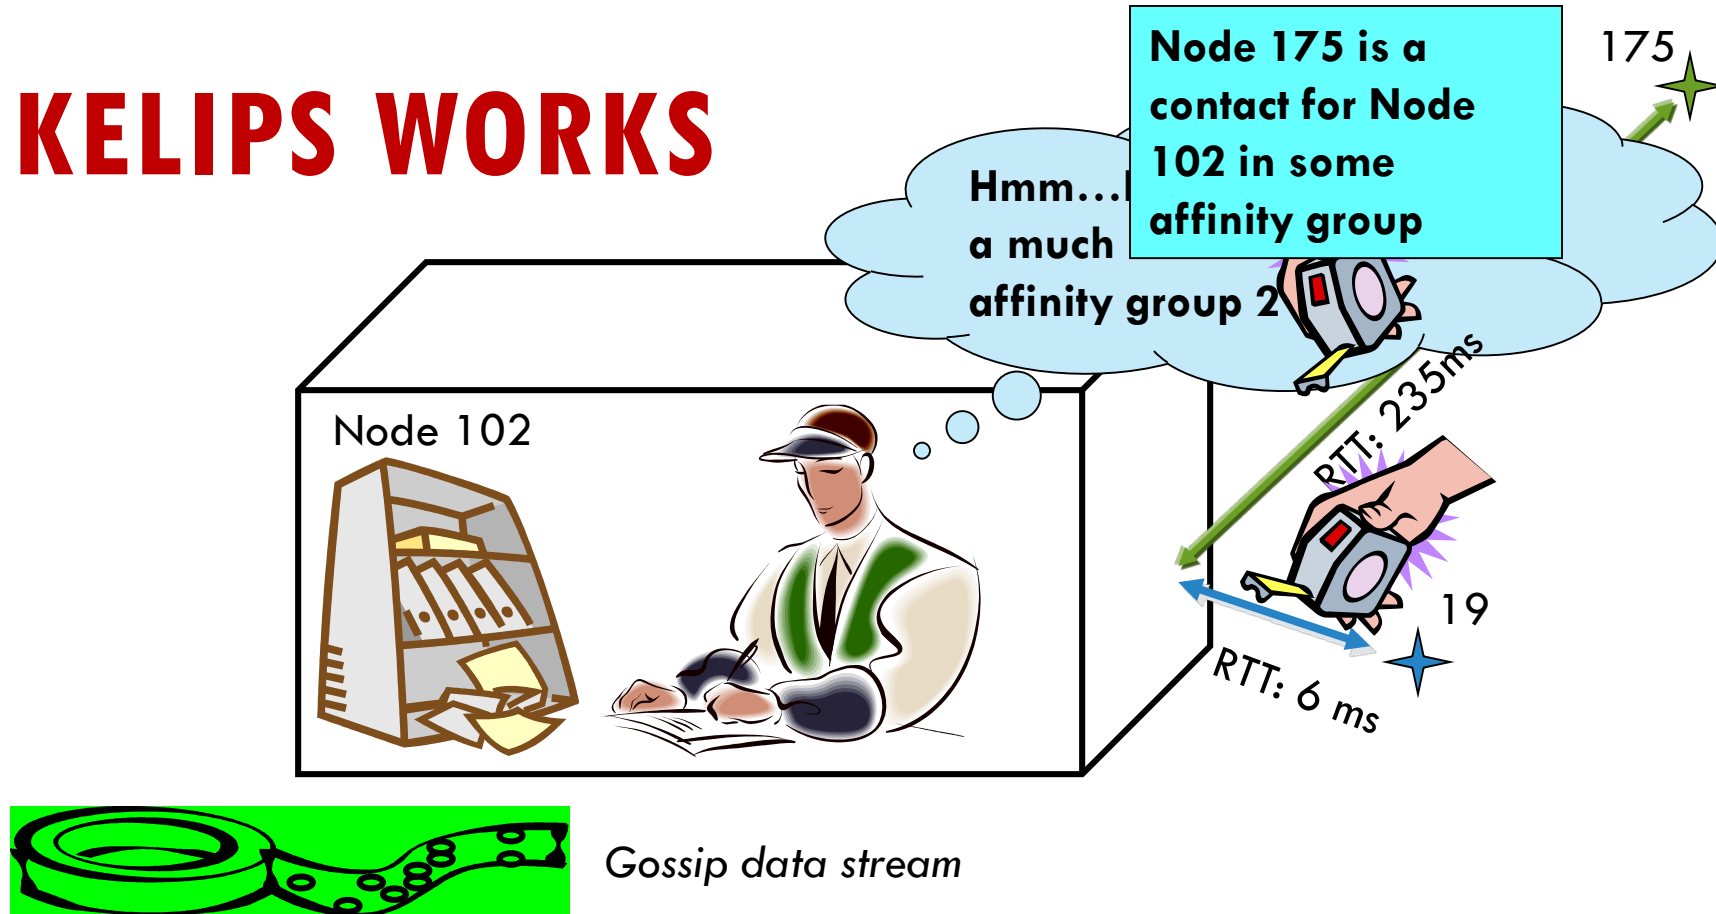 KELIPS WORKS
Node 175 is a
contact for Node
102 in some
affinity group
175
Hmm…
a much
affinity group 2
Node 102
RTT: 235ms
19
RTT: 6 ms
Gossip data stream